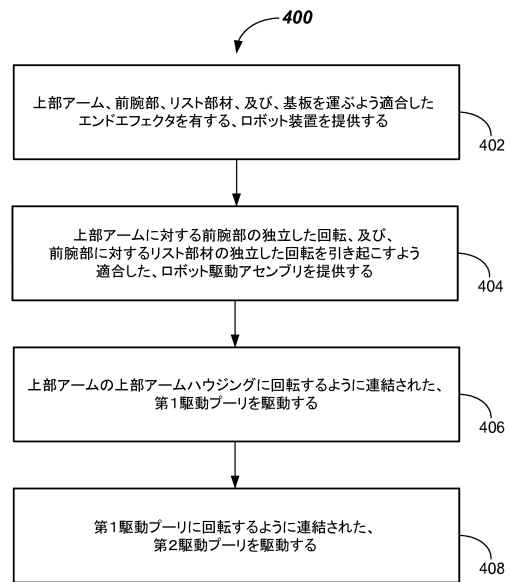 400
上部アーム、前腕部、リスト部材、及び、基板を運ぶよう適合した
エンドエフェクタを有する、ロボット装置を提供する
402
上部アームに対する前腕部の独立した回転、及び、
前腕部に対するリスト部材の独立した回転を引き起こすよう
適合した、ロボット駆動アセンブリを提供する
404
上部アームの上部アームハウジングに回転するように連結された、
第1駆動プーリを駆動する
406
第1駆動プーリに回転するように連結された、
第2駆動プーリを駆動する
408